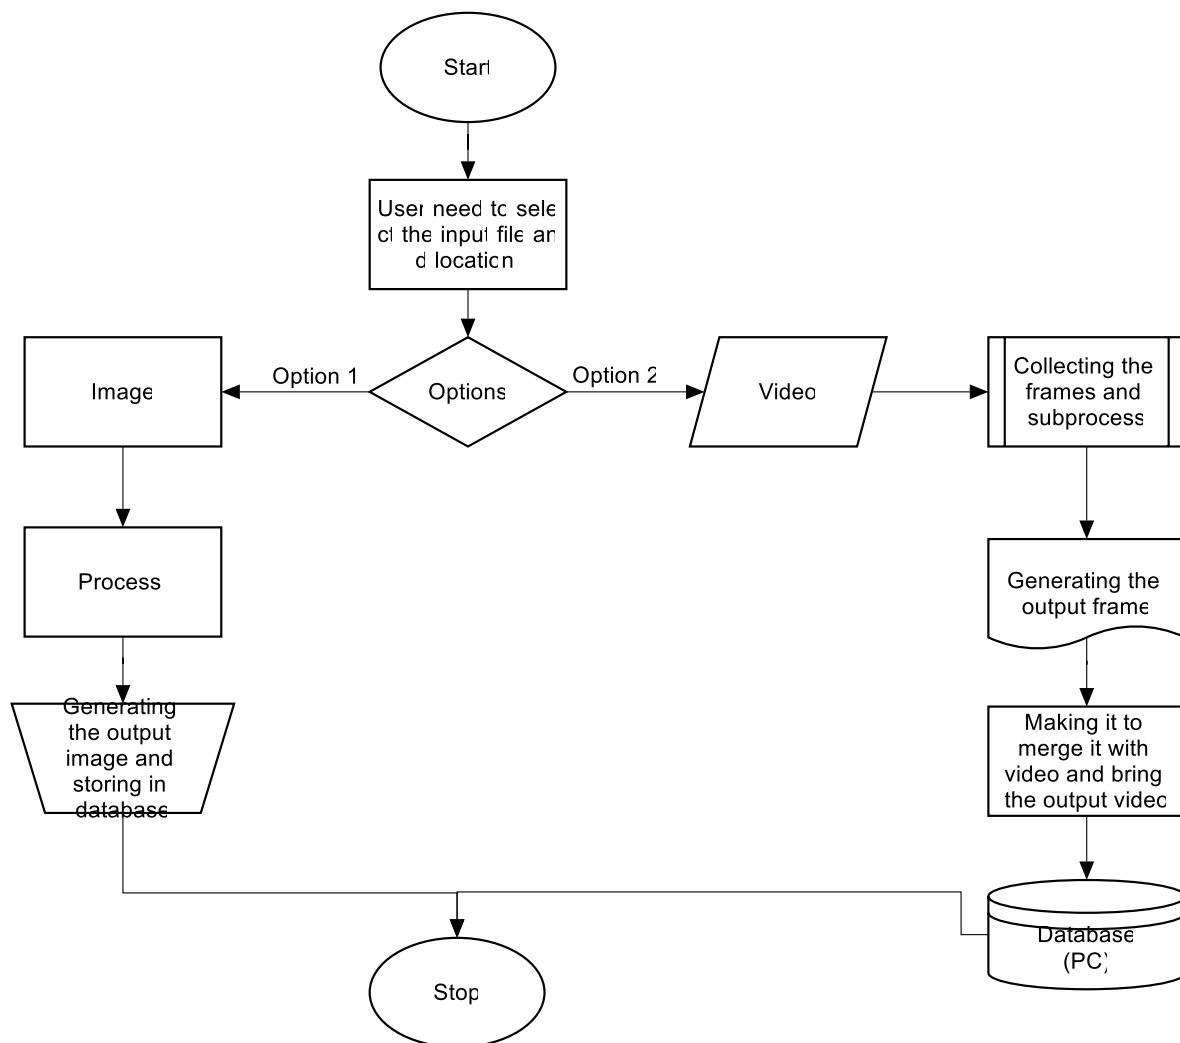 Start
User need to sele
ct the input file an
d location
Option 1
Options
Option 2
Image
Video
Collecting the
frames and
subprocess
Process
Generating the
output frame
Generating
the output
image and
storing in
database
Making it to
merge it with
video and bring
the output video
Database
(PC)
Stop